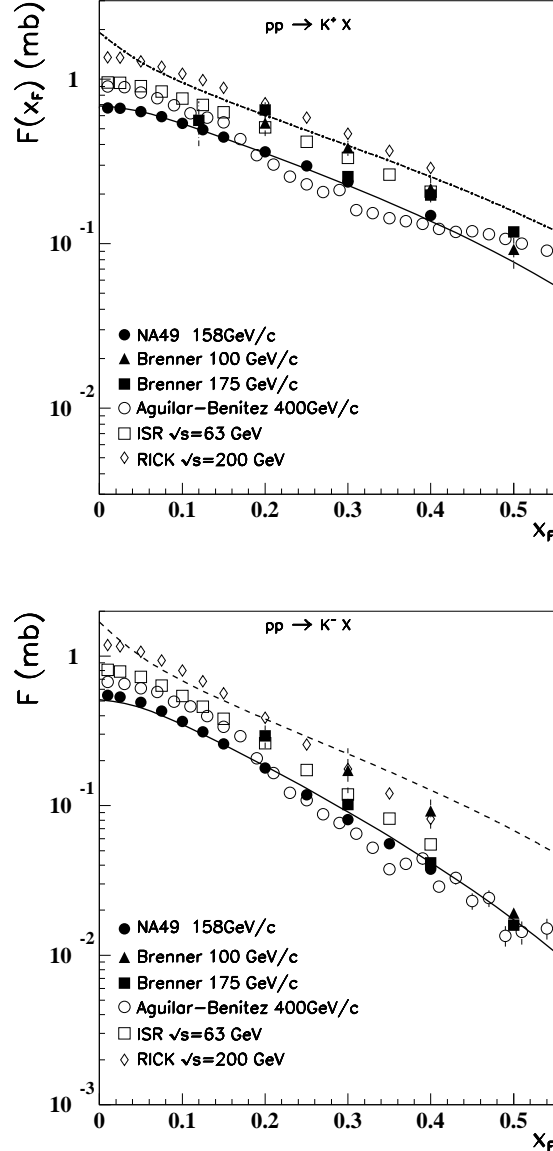 F(x_F) (mb)
pp → K⁺ X
1
10⁻¹
10⁻²
NA49 158GeV/c
Brenner 100 GeV/c
Brenner 175 GeV/c
Aguilar-Benitez 400GeV/c
ISR √s=63 GeV
RICK √s=200 GeV
0 0.1 0.2 0.3 0.4 0.5
x_F
F (mb)
pp → K⁻ X
1
10⁻¹
10⁻²
10⁻³
NA49 158GeV/c
Brenner 100 GeV/c
Brenner 175 GeV/c
Aguilar-Benitez 400GeV/c
ISR √s=63 GeV
RICK √s=200 GeV
0 0.1 0.2 0.3 0.4 0.5
x_F